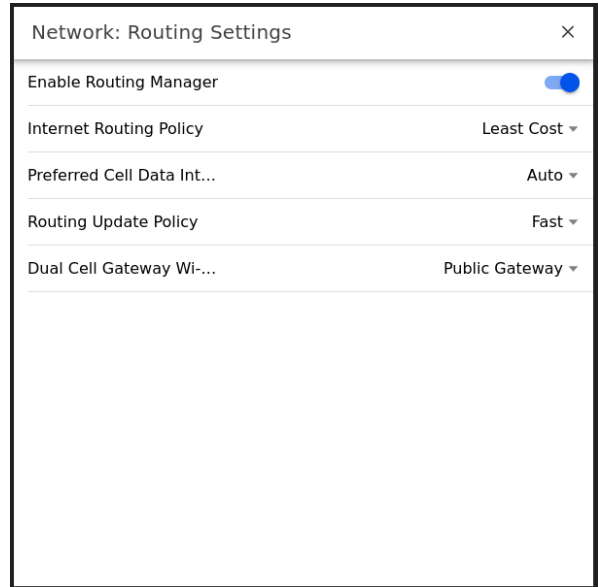 Network: Routing Settings
Enable Routing Manager
Internet Routing Policy Least Cost
Preferred Cell Data Int... Auto
Routing Update Policy Fast
Dual Cell Gateway Wi-... Public Gateway